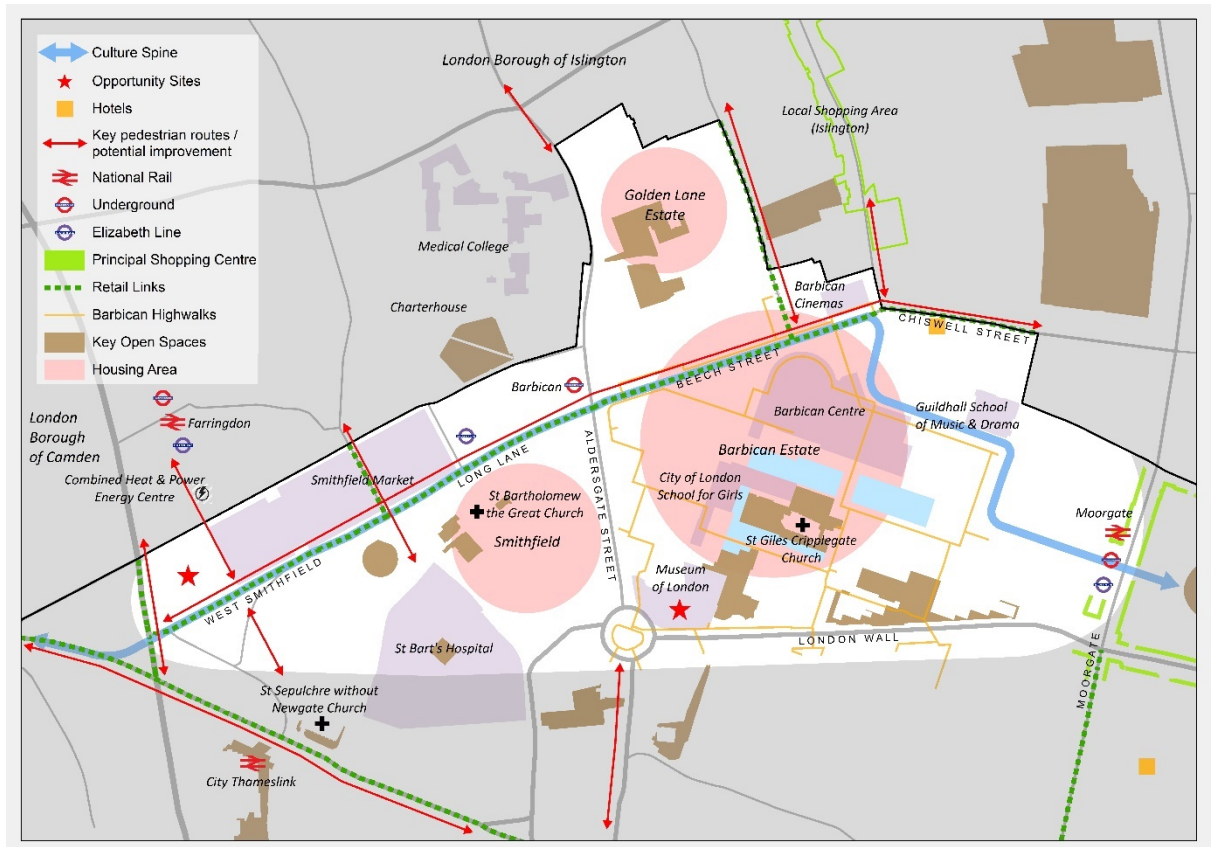 Culture Spine
Opportunity Sites
Hotels
Key pedestrian routes /
potential improvement
National Rail
Underground
Elizabeth Line
Principal Shopping Centre
Retail Links
Barbican Highwalks
Key Open Spaces
Housing Area
London Borough of Islington
Local Shopping Area
(Islington)
Golden Lane
Estate
Medical College
Charterhouse
Barbican
Cinemas
CHISWELL STREET
Barbican
BEECH STREET
Barbican Centre
Guildhall School
of Music & Drama
London
Borough
of Camden
Farringdon
Combined Heat & Power
Energy Centre
Smithfield Market
LONG LANE
ALDERSGATE STREET
Barbican Estate
City of London
School for Girls
St Bartholomew
the Great Church
Smithfield
St Giles Cripplegate
Church
Moorgate
WEST SMITHFIELD
Museum
of London
LONDON WALL
MOORGATE
St Bart's Hospital
St Sepulchre without
Newgate Church
City Thameslink